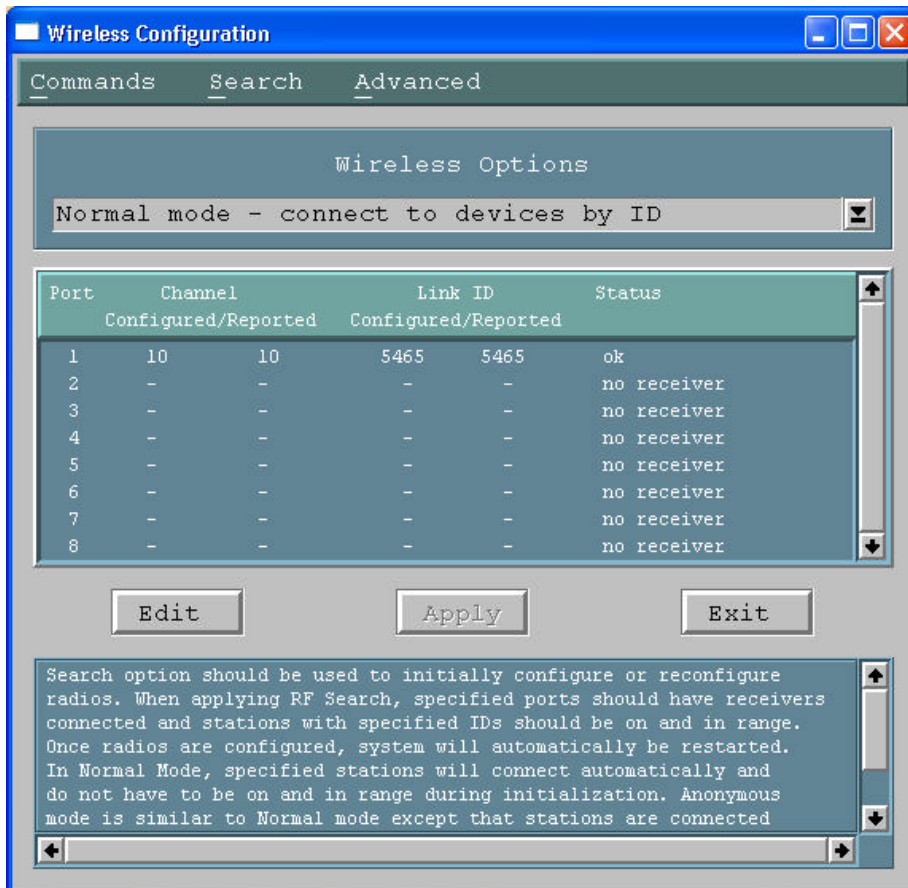 Wireless Configuration
Commands Search Advanced
Wireless Options
Normal mode - connect to devices by ID
Port Channel Link ID Status
Configured/Reported Configured/Reported
1 10 10 5465 5465 ok
2 - - - - no receiver
3 - - - - no receiver
4 - - - - no receiver
5 - - - - no receiver
6 - - - - no receiver
7 - - - - no receiver
8 - - - - no receiver
Edit Apply Exit
Search option should be used to initially configure or reconfigure
radios. When applying RF Search, specified ports should have receivers
connected and stations with specified IDs should be on and in range.
Once radios are configured, system will automatically be restarted.
In Normal Mode, specified stations will connect automatically and
do not have to be on and in range during initialization. Anonymous
mode is similar to Normal mode except that stations are connected